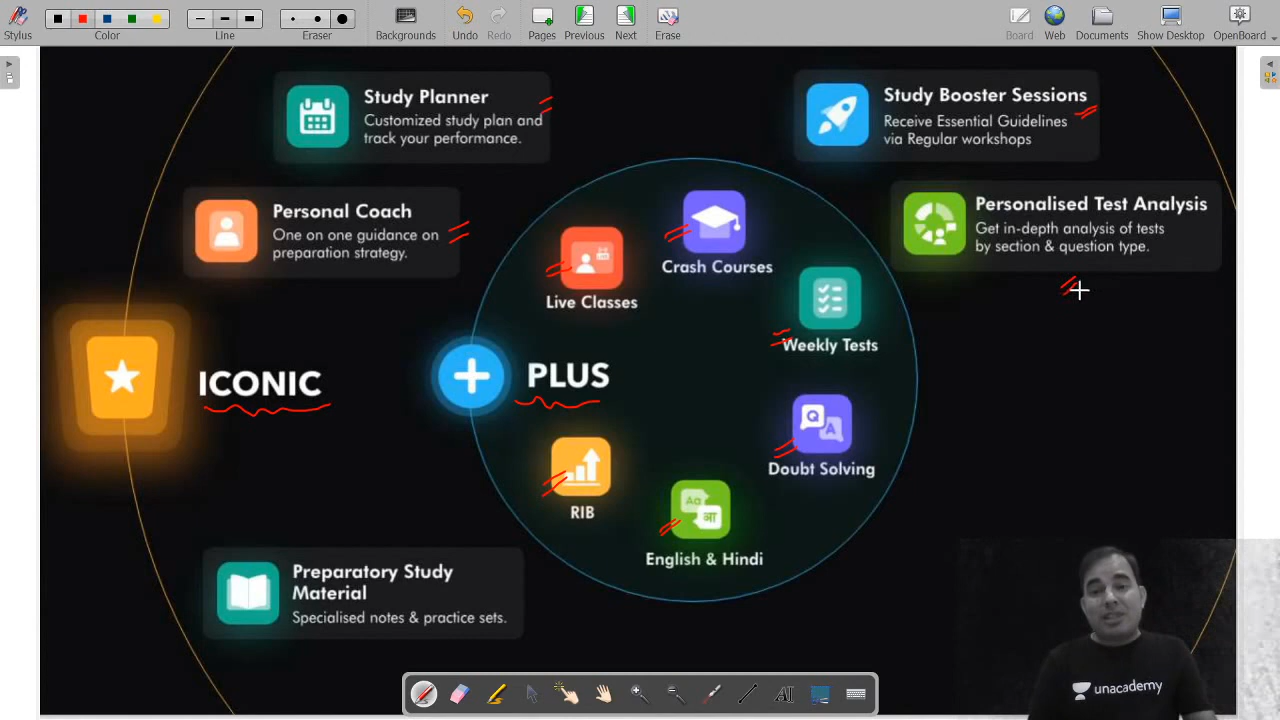 Stylus
Color
Line
Eraser
Backgrounds
Undo
Redo
Pages
Previous
Next
Erase
Board
Web
Documents
Show Desktop
OpenBoard
Study Planner
Customized study plan and
track your performance.
Study Booster Sessions
Receive Essential Guidelines
via Regular workshops
Personal Coach
One on one guidance on
preparation strategy.
Personalised Test Analysis
Get in-depth analysis of tests
by section & question type.
Crash Courses
Live Classes
Weekly Tests
ICONIC
PLUS
Q
A
Doubt Solving
RIB
Aa
आ
English & Hindi
Preparatory Study
Material
Specialised notes & practice sets.
unacademy
AI